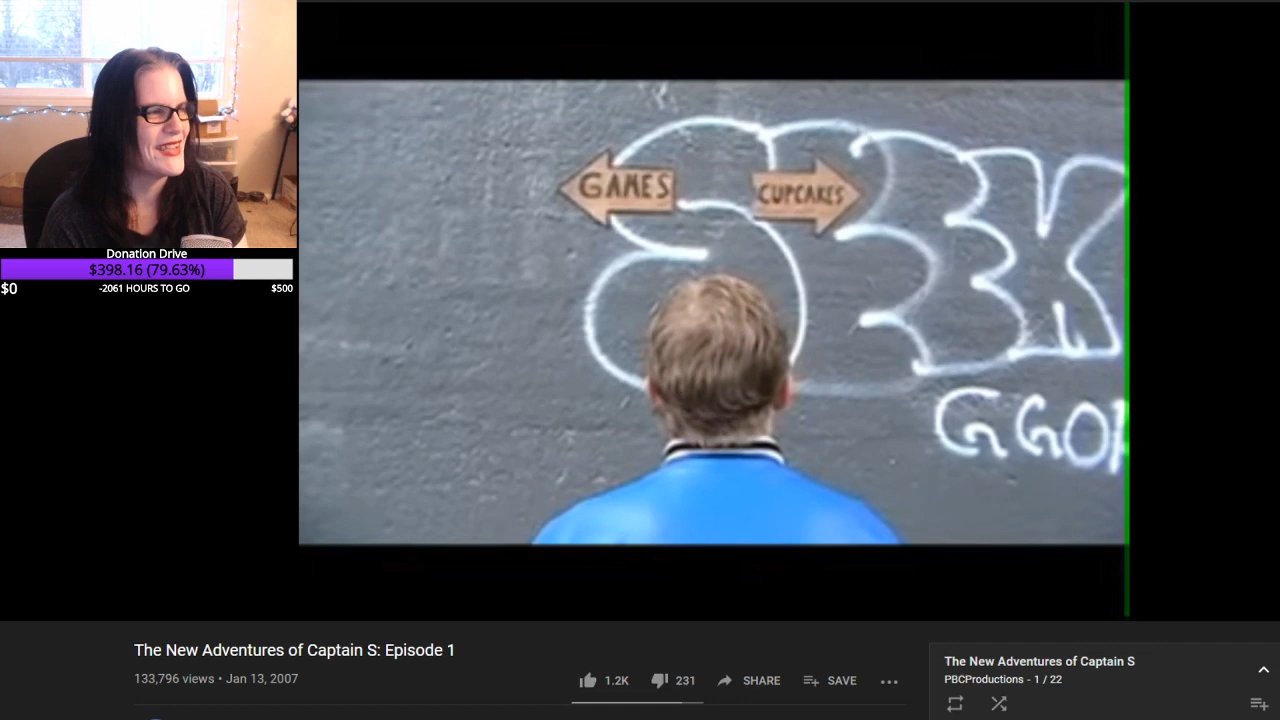 GAMES
CUPCAKES
GGO
Donation Drive
$398.16 (79.63%)
$0
-2061 HOURS TO GO
$500
The New Adventures of Captain S: Episode 1
133,796 views • Jan 13, 2007
1.2K
231
SHARE
SAVE
The New Adventures of Captain S
PBCProductions - 1 / 22